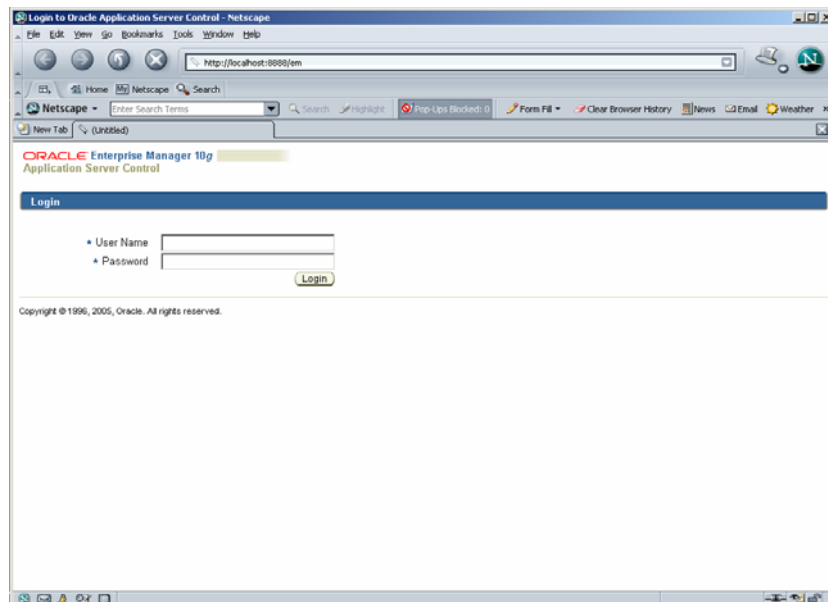 Login to Oracle Application Server Control - Netscape
File Edit View Go Bookmarks Tools Window Help
http://localhost:8888/em
Home My Netscape Search
Netscape Enter Search Terms Search Highlight Pop-Ups Blocked: 0 Form Fill Clear Browser History News Email Weather
New Tab (Untitled)
ORACLE Enterprise Manager 10g
Application Server Control
Login
* User Name
* Password
Login
Copyright © 1996, 2005, Oracle. All rights reserved.